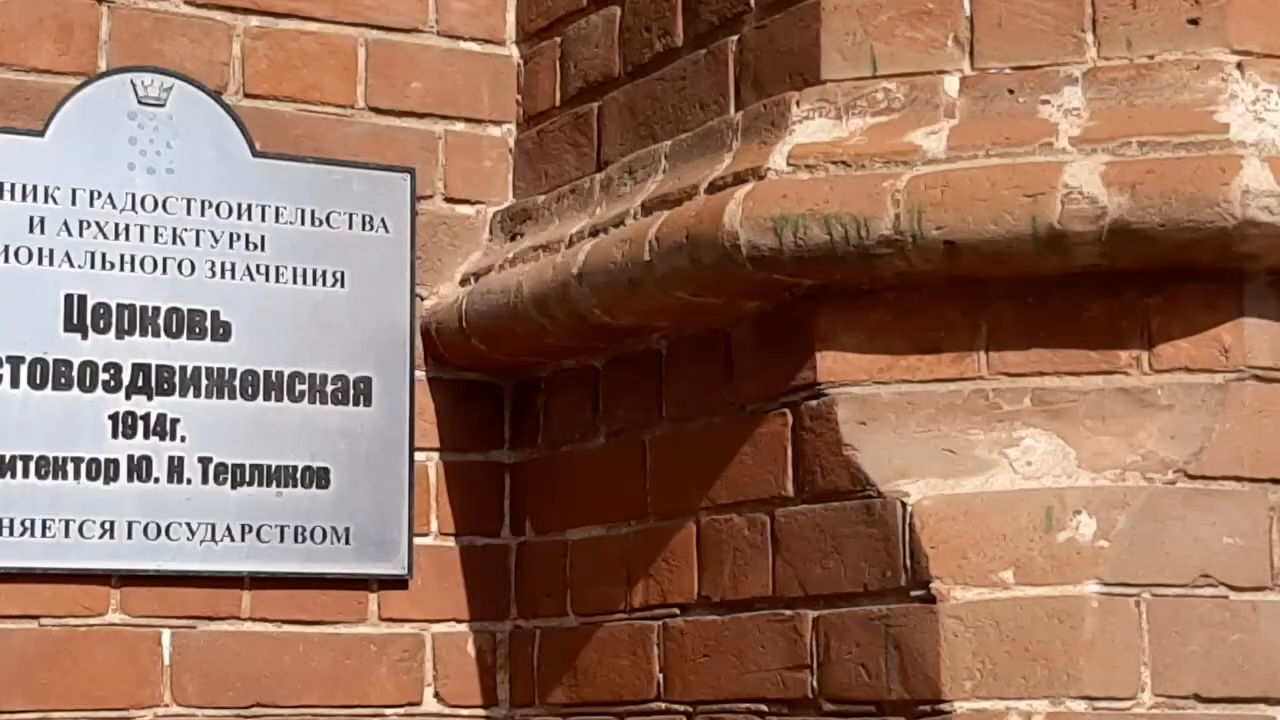 НИК ГРАДОСТРОИТЕЛЬСТВА
И АРХИТЕКТУРЫ
ИОНАЛЬНОГО ЗНАЧЕНИЯ
Церковь
стовоздвиженская
1914г.
итектор Ю. Н. Терликов
НЯЕТСЯ ГОСУДАРСТВОМ